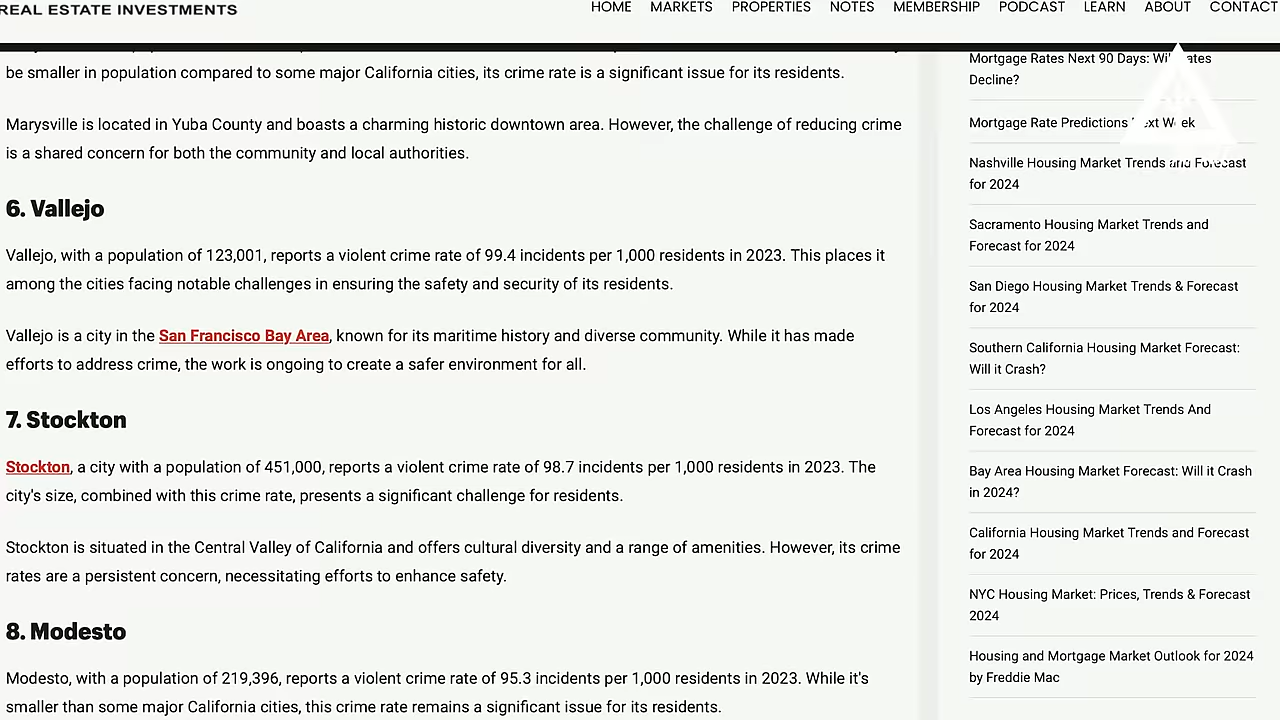 REAL ESTATE INVESTMENTS
HOME MARKETS PROPERTIES NOTES MEMBERSHIP PODCAST LEARN ABOUT CONTACT
be smaller in population compared to some major California cities, its crime rate is a significant issue for its residents.
Marysville is located in Yuba County and boasts a charming historic downtown area. However, the challenge of reducing crime
is a shared concern for both the community and local authorities.
6. Vallejo
Vallejo, with a population of 123,001, reports a violent crime rate of 99.4 incidents per 1,000 residents in 2023. This places it
among the cities facing notable challenges in ensuring the safety and security of its residents.
Vallejo is a city in the San Francisco Bay Area, known for its maritime history and diverse community. While it has made
efforts to address crime, the work is ongoing to create a safer environment for all.
7. Stockton
Stockton, a city with a population of 451,000, reports a violent crime rate of 98.7 incidents per 1,000 residents in 2023. The
city's size, combined with this crime rate, presents a significant challenge for residents.
Stockton is situated in the Central Valley of California and offers cultural diversity and a range of amenities. However, its crime
rates are a persistent concern, necessitating efforts to enhance safety.
8. Modesto
Modesto, with a population of 219,396, reports a violent crime rate of 95.3 incidents per 1,000 residents in 2023. While it's
smaller than some major California cities, this crime rate remains a significant issue for its residents.
Mortgage Rates Next 90 Days: Will Rates
Decline?
Mortgage Rate Predictions Next Week
Nashville Housing Market Trends and Forecast
for 2024
Sacramento Housing Market Trends and
Forecast for 2024
San Diego Housing Market Trends & Forecast
for 2024
Southern California Housing Market Forecast:
Will it Crash?
Los Angeles Housing Market Trends And
Forecast for 2024
Bay Area Housing Market Forecast: Will it Crash
in 2024?
California Housing Market Trends and Forecast
for 2024
NYC Housing Market: Prices, Trends & Forecast
2024
Housing and Mortgage Market Outlook for 2024
by Freddie Mac